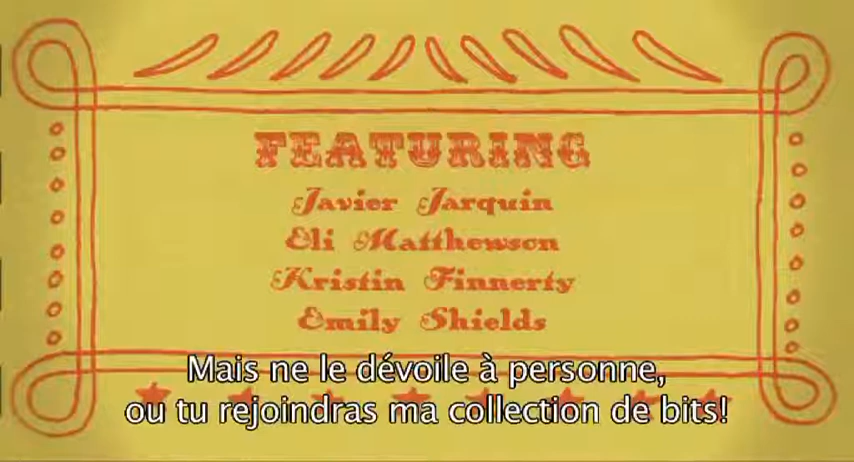 FEATURING
Javier Jarquin
Eli Matthewson
Kristin Finnerty
Emily Shields
Mais ne le dévoile à personne,
ou tu rejoindras ma collection de bits!